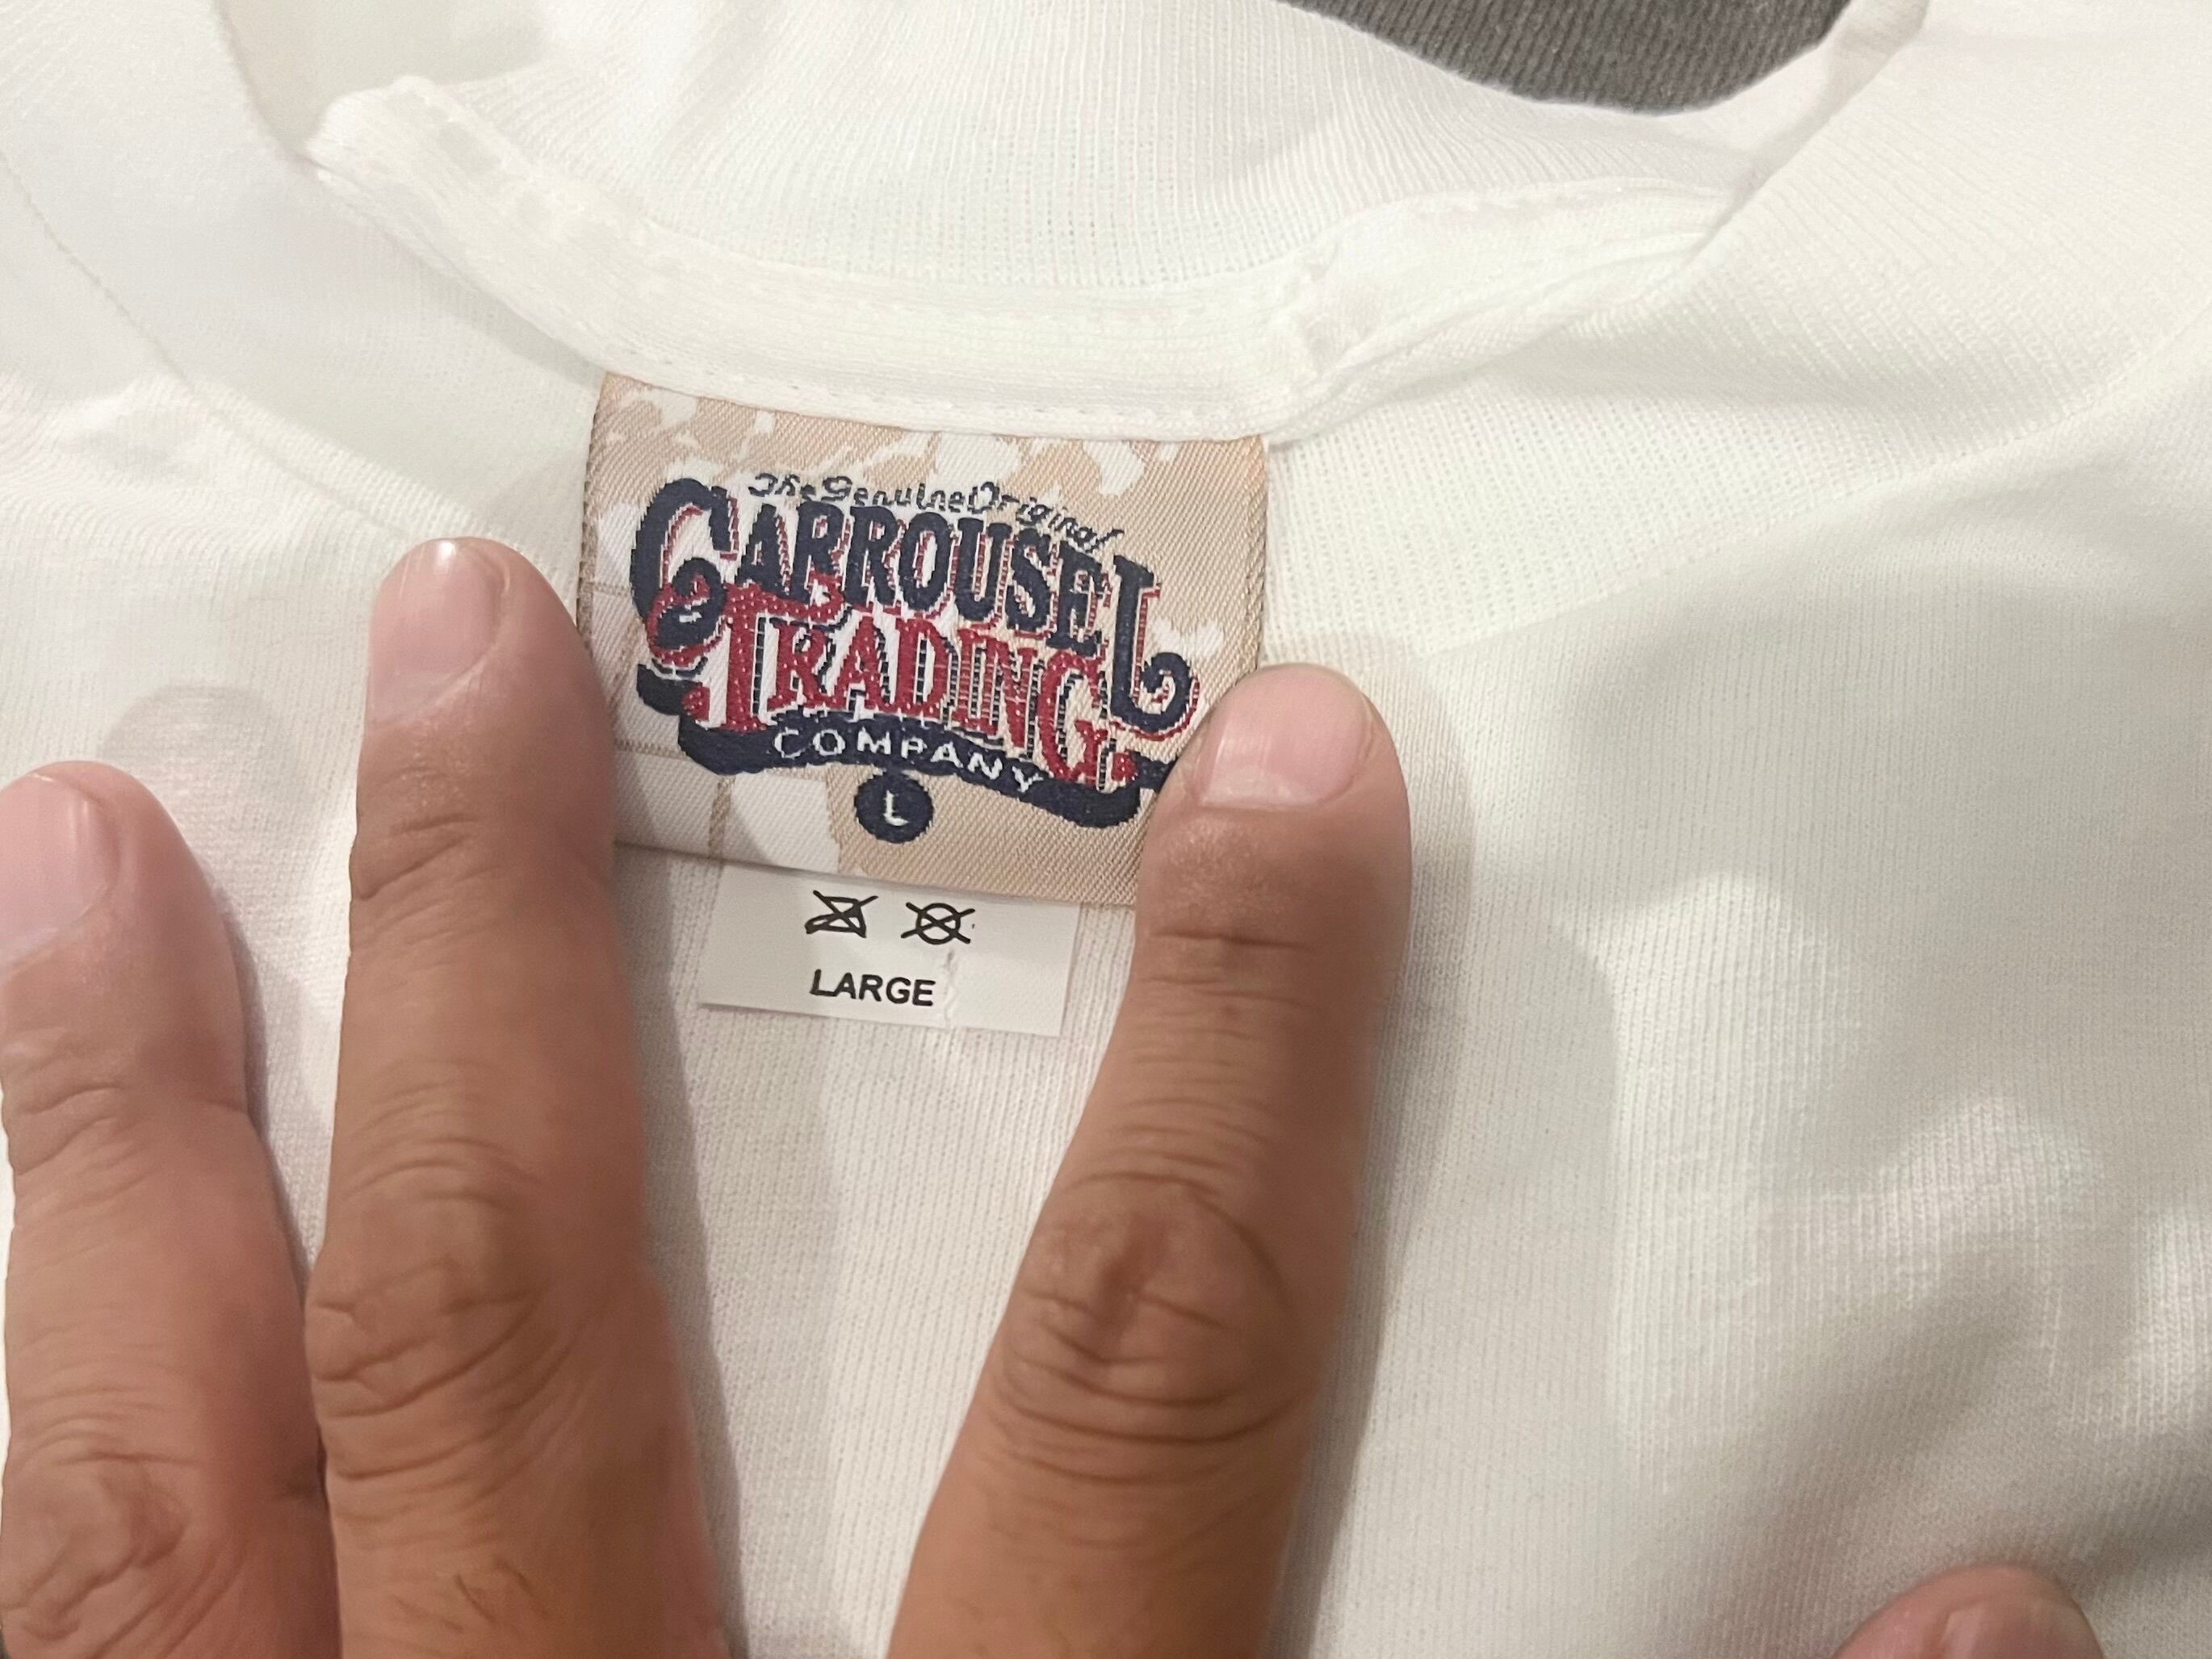 The Genuine Original
CARROUSEL
TRADING
COMPANY
L
LARGE